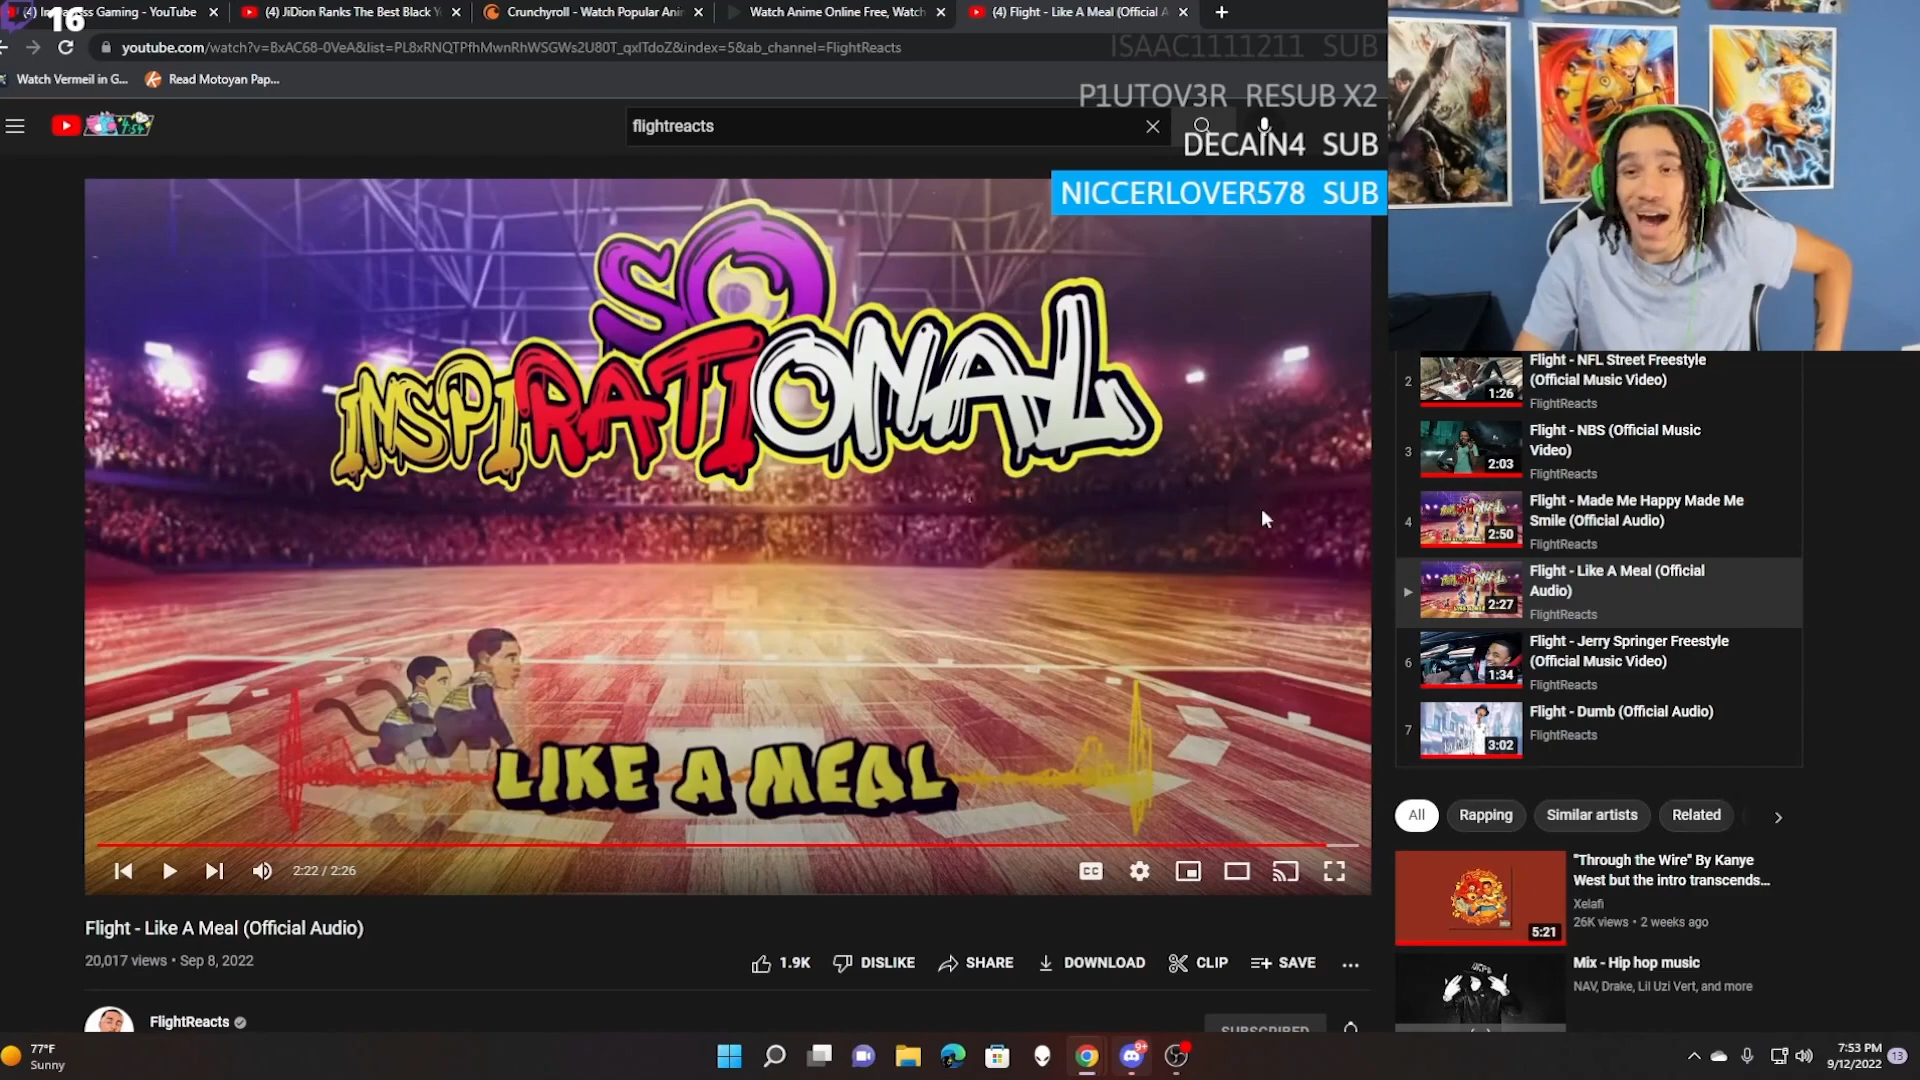 16
(4) Flight - Like A Meal (Official A
Crunchyroll - Watch Popular Ani
Watch Anime Online Free, Watch
(4) JiDion Ranks The Best Black Y
Gaming - YouTube
youtube.com/watch?v=BxAC68-0VeA&list=PL8xRNQTPfhMwnRhWSGWs2U80T_qxlTdoZ&index=5&ab_channel=FlightReacts
ISAAC1111211 SUB
Watch Vermeil in G...
Read Motoyan Pap...
P1UTOV3R RESUB X2
flightreacts
DECAIN4 SUB
NICCERLOVER578 SUB
SO
INSPIRATIONAL
LIKE A MEAL
2:22 / 2:26
CC
Flight - Like A Meal (Official Audio)
20,017 views • Sep 8, 2022
1.9K
DISLIKE
SHARE
DOWNLOAD
CLIP
SAVE
FlightReacts
SUBSCRIBED
2
1:26
Flight - NFL Street Freestyle
(Official Music Video)
FlightReacts
3
2:03
Flight - NBS (Official Music
Video)
FlightReacts
4
2:50
Flight - Made Me Happy Made Me
Smile (Official Audio)
FlightReacts
2:27
Flight - Like A Meal (Official
Audio)
FlightReacts
6
1:34
Flight - Jerry Springer Freestyle
(Official Music Video)
FlightReacts
7
3:02
Flight - Dumb (Official Audio)
FlightReacts
All
Rapping
Similar artists
Related
5:21
"Through the Wire" By Kanye
West but the intro transcends...
Xelafi
26K views • 2 weeks ago
Mix - Hip hop music
NAV, Drake, Lil Uzi Vert, and more
77°F
Sunny
9+
7:53 PM
9/12/2022
13